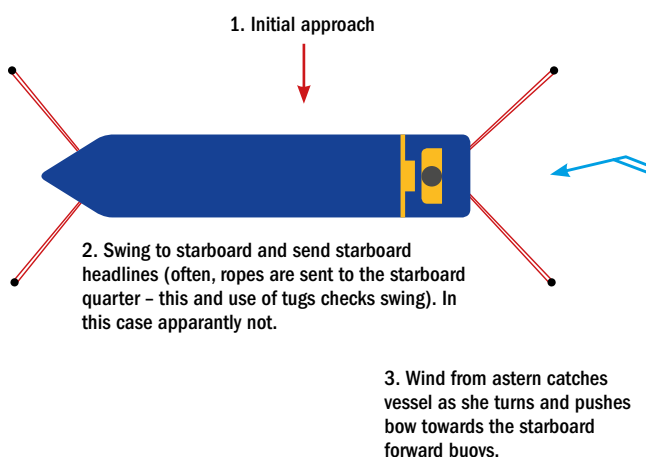 1. Initial approach
2. Swing to starboard and send starboard
headlines (often, ropes are sent to the starboard
quarter – this and use of tugs checks swing). In
this case apparantly not.
3. Wind from astern catches
vessel as she turns and pushes
bow towards the starboard
forward buoys.